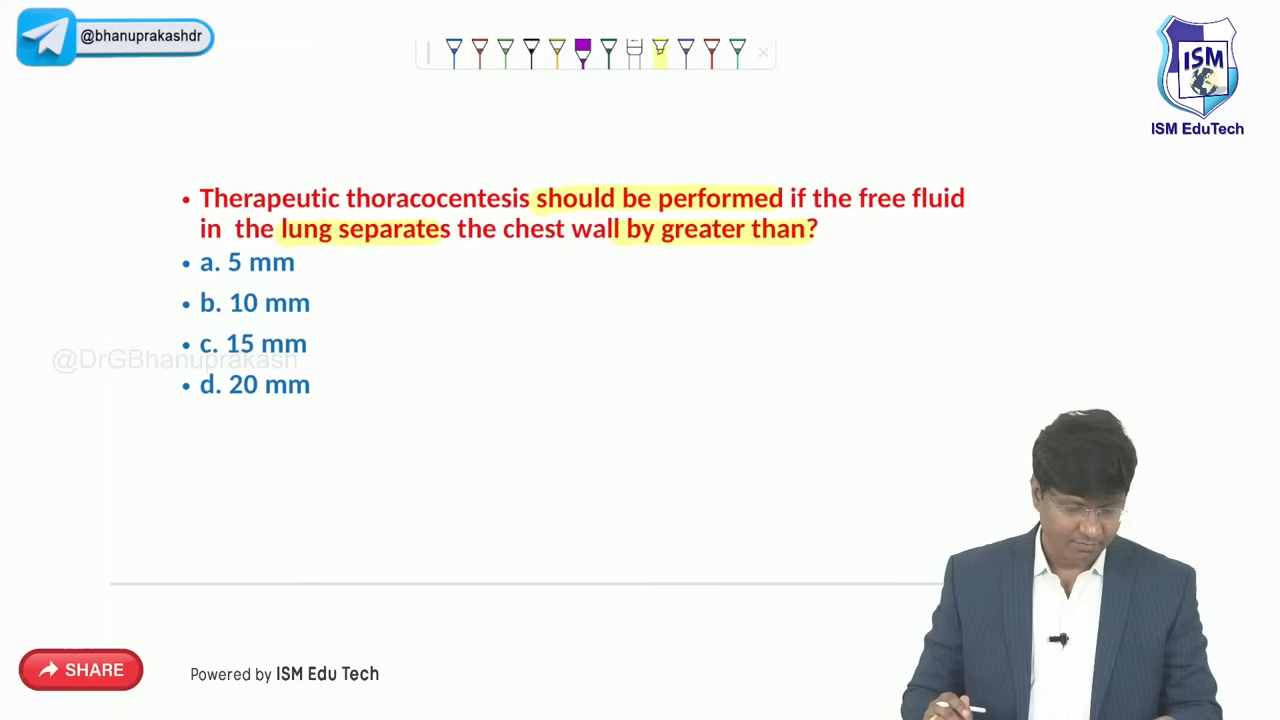 @bhanuprakashdr
ISM
ISM EduTech
• Therapeutic thoracocentesis should be performed if the free fluid
in the lung separates the chest wall by greater than?
• a. 5 mm
• b. 10 mm
• c. 15 mm
@DrGBhanuprakash
• d. 20 mm
SHARE
Powered by ISM Edu Tech